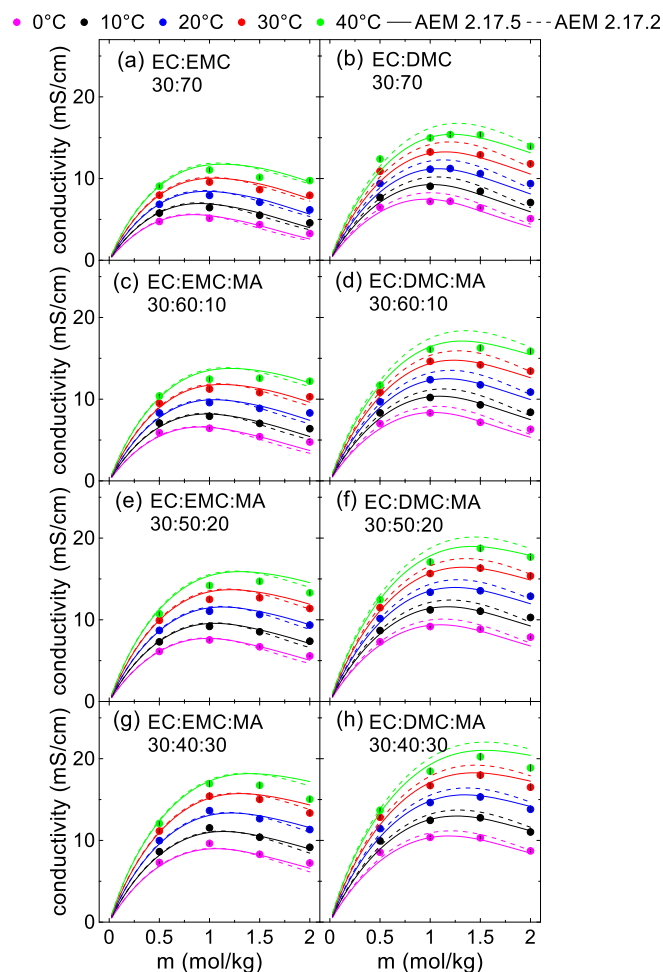 0°C 10°C 20°C 30°C 40°C AEM 2.17.5 AEM 2.17.2
(a) EC:EMC
30:70
(b) EC:DMC
30:70
conductivity (mS/cm)
20
10
0
(c) EC:EMC:MA
30:60:10
(d) EC:DMC:MA
30:60:10
conductivity (mS/cm)
20
10
0
(e) EC:EMC:MA
30:50:20
(f) EC:DMC:MA
30:50:20
conductivity (mS/cm)
20
10
0
(g) EC:EMC:MA
30:40:30
(h) EC:DMC:MA
30:40:30
conductivity (mS/cm)
20
10
0
0 0.5 1.0 1.5 2.0 0 0.5 1.0 1.5 2.0
m (mol/kg) m (mol/kg)